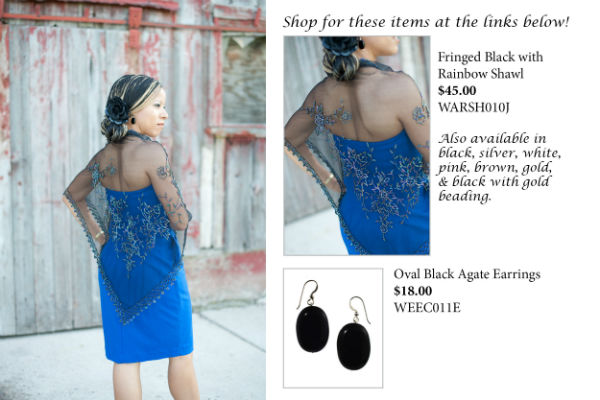 Shop for these items at the links below!
Fringed Black with
Rainbow Shawl
$45.00
WARSH010J
Also available in
black, silver, white,
pink, brown, gold,
& black with gold
beading.
Oval Black Agate Earrings
$18.00
WEEC011E